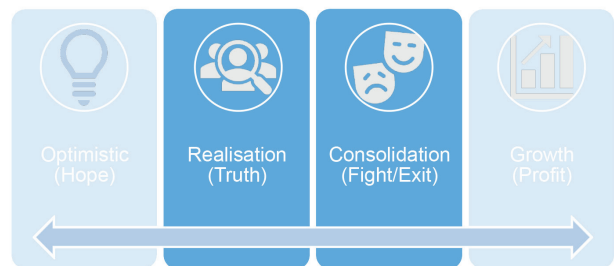 Optimistic
(Hope)
Realisation
(Truth)
Consolidation
(Fight/Exit)
Growth
(Profit)